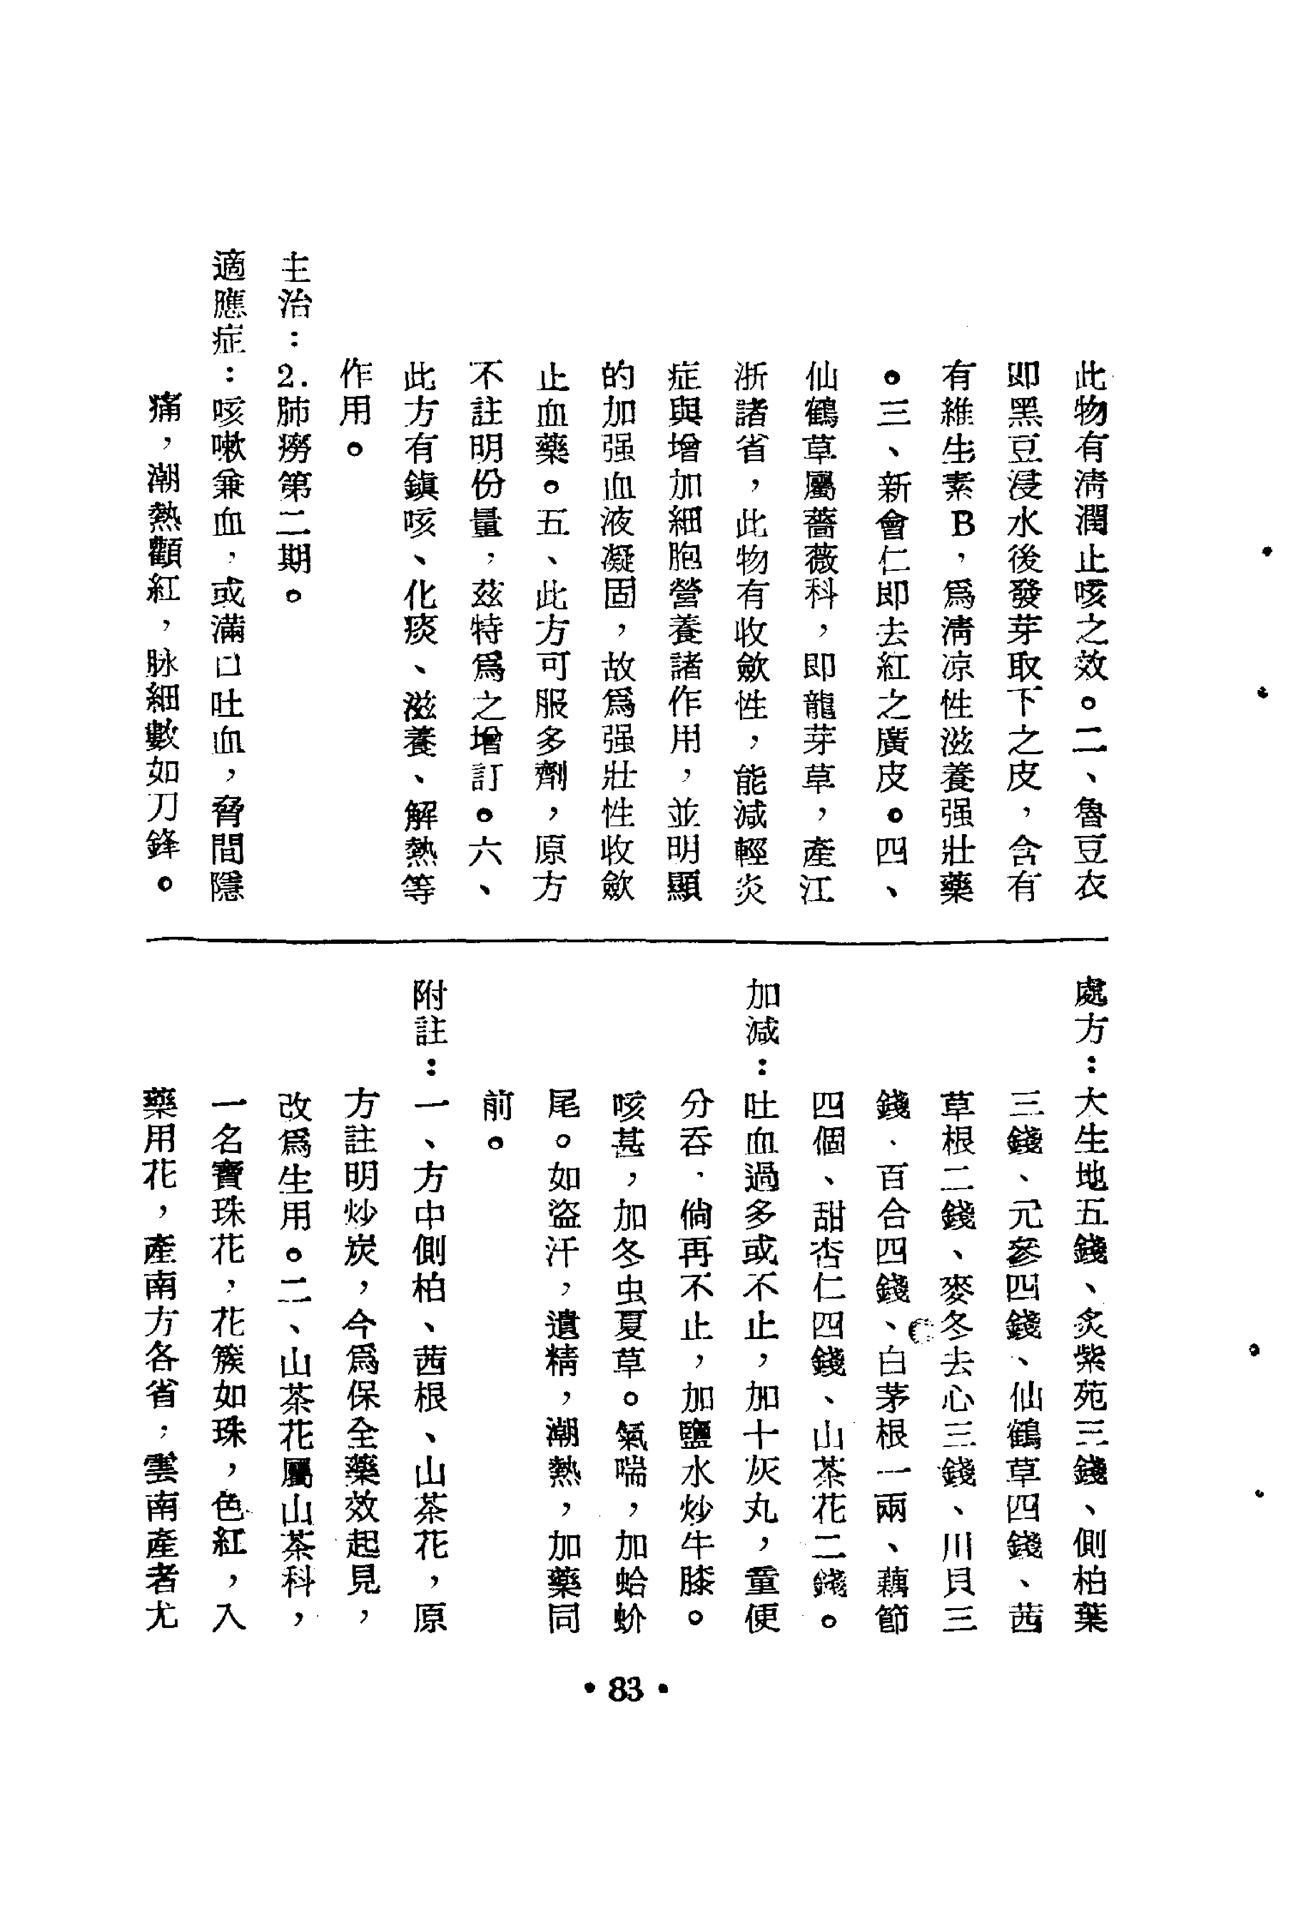 此物有淸潤止咳之效。二、魯豆衣
即黑豆浸水後發芽取下之皮，含有
有維生素B，爲淸凉性滋養强壯藥
。三、新會仁即去紅之廣皮。四、
仙鶴草屬薔薇科，即龍芽草，產江
浙諸省，此物有收歛性，能減輕炎
症與增加細胞營養諸作用，並明顯
的加强血液凝固，故爲强壯性收歛
止血藥。五、此方可服多劑，原方
不註明份量，茲特爲之增訂。六、
此方有鎭咳、化痰、滋養、解熱等
作用。
主治：2.肺癆第二期。
適應症：咳嗽兼血，或滿口吐血，脅間隱
痛，潮熱顴紅，脉細數如刀鋒。
處方：大生地五錢、炙紫苑三錢、側柏葉
三錢、元參四錢、仙鶴草四錢、茜
草根二錢、麥冬去心三錢、川貝三
錢、百合四錢、白茅根一兩、藕節
四個、甜杏仁四錢、山茶花二錢。
加減：吐血過多或不止，加十灰丸，童便
分吞．倘再不止，加鹽水炒牛膝。
咳甚，加冬虫夏草。氣喘，加蛤蚧
尾。如盜汗，遺精，潮熱，加藥同
前。
附註：一、方中側柏、茜根、山茶花，原
方註明炒炭，今爲保全藥效起見，
改爲生用。二、山茶花屬山茶科，
一名寶珠花，花簇如珠，色紅，入
藥用花，產南方各省；雲南產者尤
• 83 •